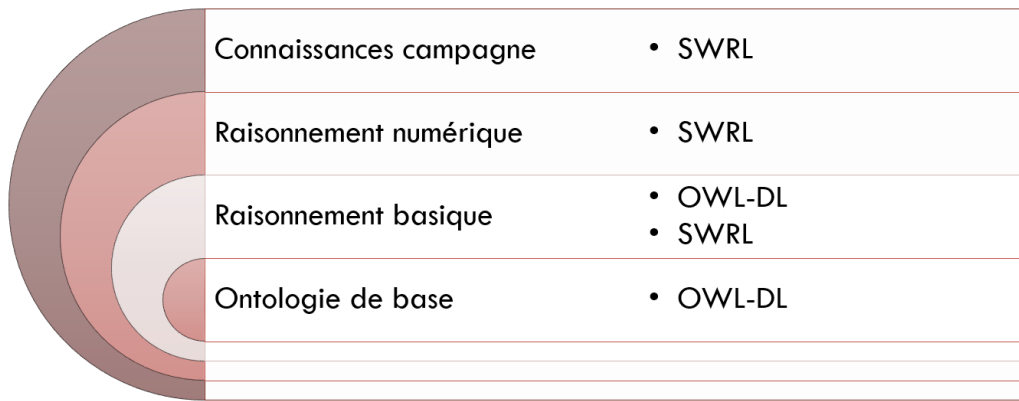 Connaissances campagne • SWRL
Raisonnement numérique • SWRL
Raisonnement basique • OWL-DL
• SWRL
Ontologie de base • OWL-DL